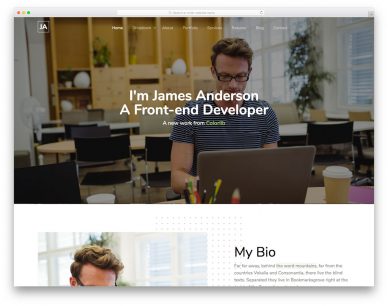 JA
Home Dropdown About Portfolio Services Resume Blog Contact
I'm James Anderson
A Front-end Developer
A new work from Colorlib
My Bio
Far far away, behind the word mountains, far from the
countries Vokalia and Consonantia, there live the blind
texts. Separated they live in Bookmarksgrove right at the